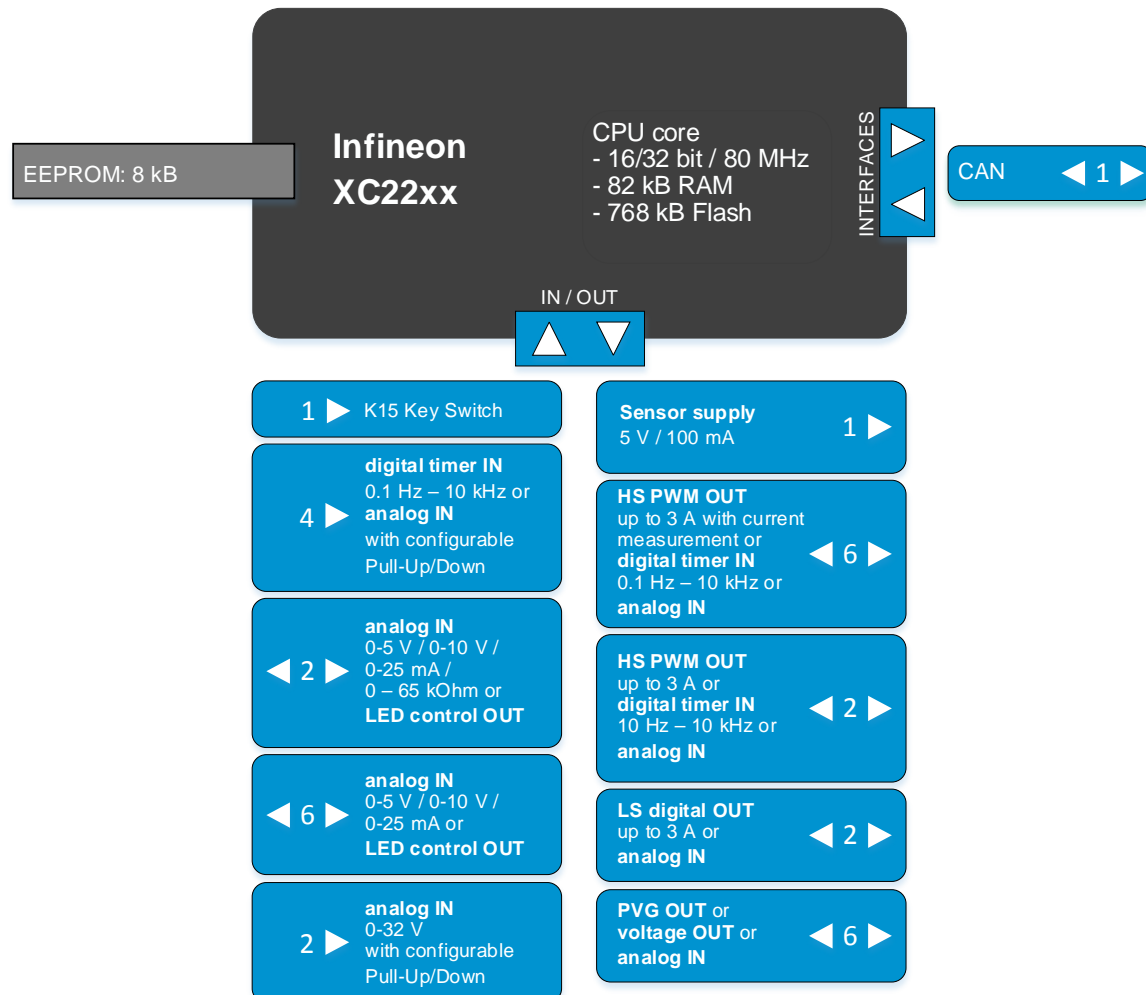 EEPROM: 8 kB
Infineon
XC22xx
CPU core
- 16/32 bit / 80 MHz
- 82 kB RAM
- 768 kB Flash
INTERFACES
CAN
1
IN / OUT
1
K15 Key Switch
4
digital timer IN
0.1 Hz – 10 kHz or
analog IN
with configurable
Pull-Up/Down
2
analog IN
0-5 V / 0-10 V /
0-25 mA /
0 – 65 kOhm or
LED control OUT
6
analog IN
0-5 V / 0-10 V /
0-25 mA or
LED control OUT
2
analog IN
0-32 V
with configurable
Pull-Up/Down
Sensor supply
5 V / 100 mA
1
HS PWM OUT
up to 3 A with current
measurement or
digital timer IN
0.1 Hz – 10 kHz or
analog IN
6
HS PWM OUT
up to 3 A or
digital timer IN
10 Hz – 10 kHz or
analog IN
2
LS digital OUT
up to 3 A or
analog IN
2
PVG OUT or
voltage OUT or
analog IN
6